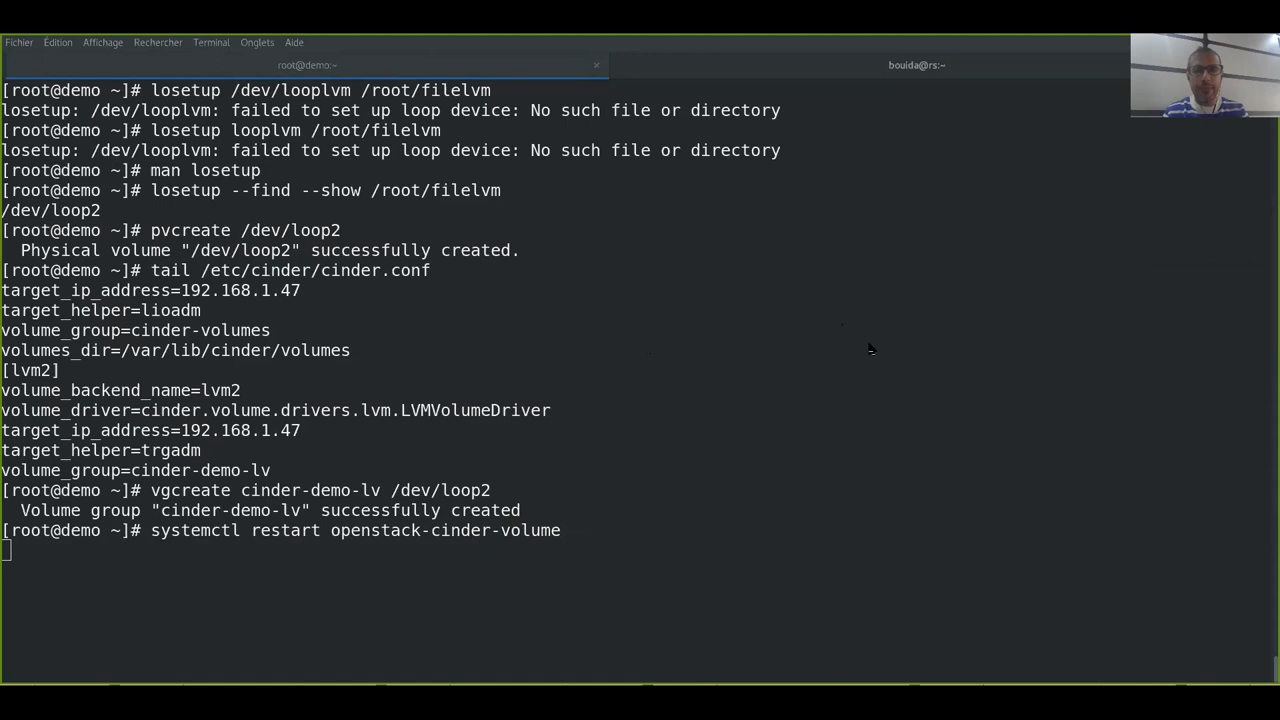 Fichier Édition Affichage Rechercher Terminal Onglets Aide
root@demo:~ × bouida@rs:~
[root@demo ~]# losetup /dev/looplvm /root/filelvm
losetup: /dev/looplvm: failed to set up loop device: No such file or directory
[root@demo ~]# losetup looplvm /root/filelvm
losetup: /dev/looplvm: failed to set up loop device: No such file or directory
[root@demo ~]# man losetup
[root@demo ~]# losetup --find --show /root/filelvm
/dev/loop2
[root@demo ~]# pvcreate /dev/loop2
  Physical volume "/dev/loop2" successfully created.
[root@demo ~]# tail /etc/cinder/cinder.conf
target_ip_address=192.168.1.47
target_helper=lioadm
volume_group=cinder-volumes
volumes_dir=/var/lib/cinder/volumes
[lvm2]
volume_backend_name=lvm2
volume_driver=cinder.volume.drivers.lvm.LVMVolumeDriver
target_ip_address=192.168.1.47
target_helper=trgadm
volume_group=cinder-demo-lv
[root@demo ~]# vgcreate cinder-demo-lv /dev/loop2
  Volume group "cinder-demo-lv" successfully created
[root@demo ~]# systemctl restart openstack-cinder-volume